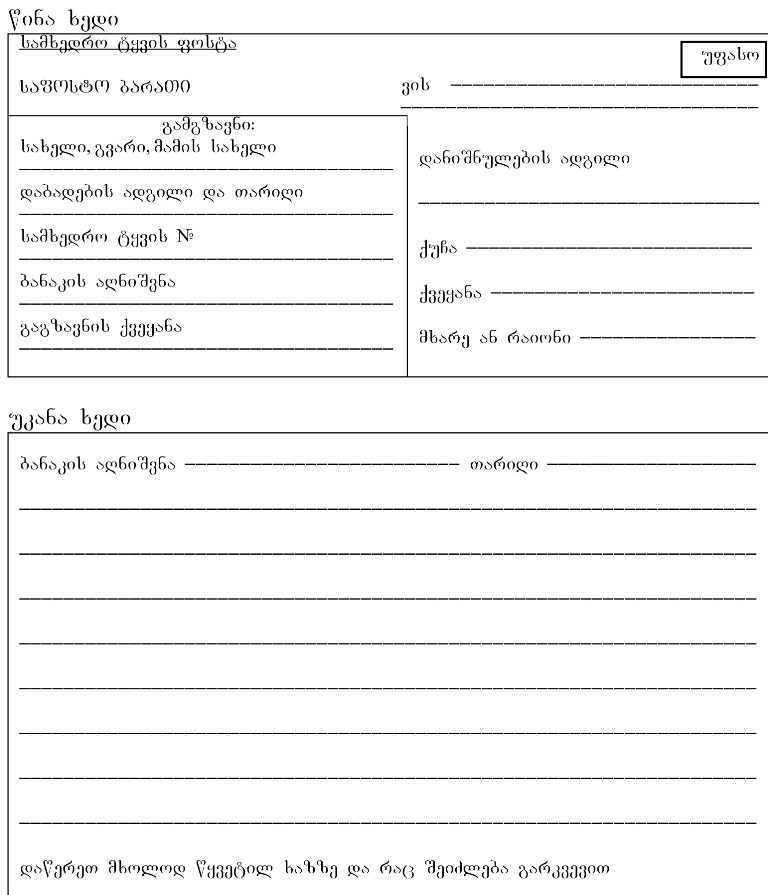 წინა ხედი
სამხედრო ტყვის ფოსტა
უფასო
საფოსტო ბარათი
ვის
გამგზავნი:
სახელი, გვარი, მამის სახელი
დაბადების ადგილი და თარიღი
სამხედრო ტყვის №
ბანაკის აღნიშვნა
გაგზავნის ქვეყანა
დანიშნულების ადგილი
ქუჩა
ქვეყანა
მხარე ან რაიონი
უკანა ხედი
ბანაკის აღნიშვნა თარიღი
დაწერეთ მხოლოდ წყვეტილ ხაზზე და რაც შეიძლება გარკვევით